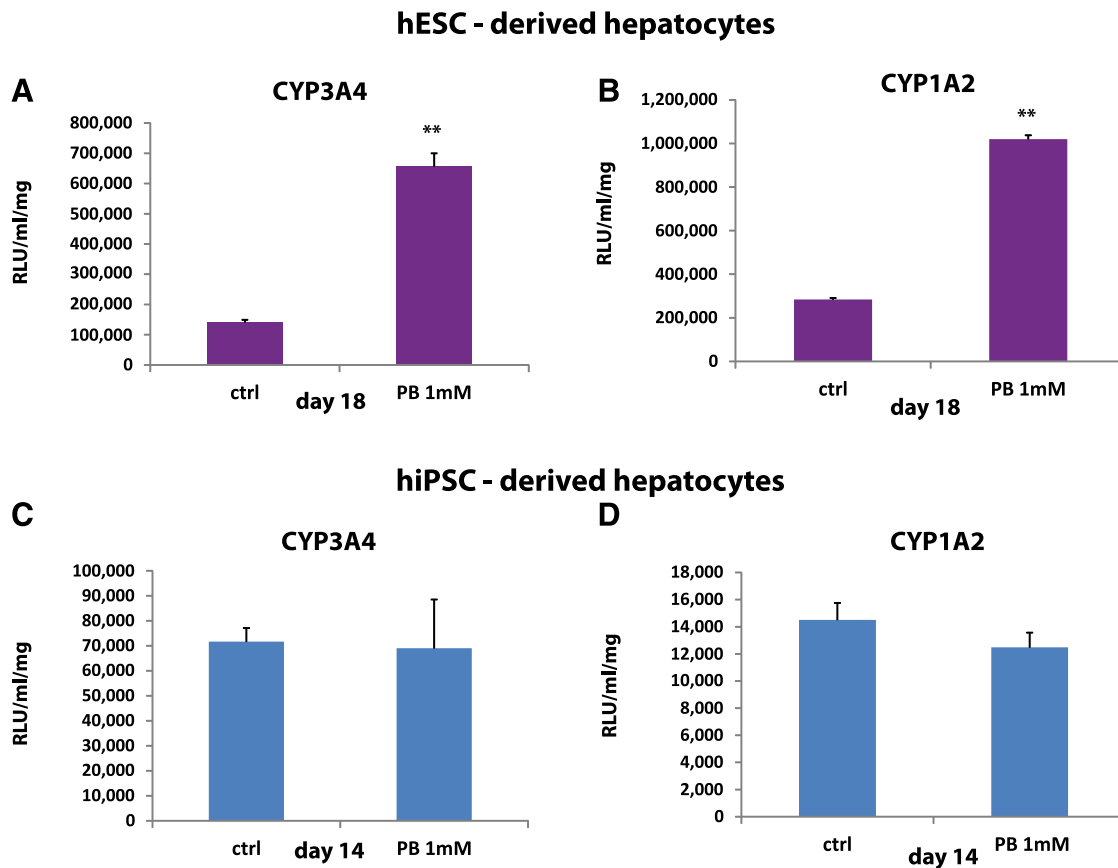 hESC - derived hepatocytes
A
CYP3A4
800,000
700,000
600,000
500,000
400,000
300,000
200,000
100,000
0
RLU/ml/mg
**
ctrl
day 18
PB 1mM
B
CYP1A2
1,200,000
1,000,000
800,000
600,000
400,000
200,000
0
RLU/ml/mg
**
ctrl
day 18
PB 1mM
hiPSC - derived hepatocytes
C
CYP3A4
100,000
90,000
80,000
70,000
60,000
50,000
40,000
30,000
20,000
10,000
0
RLU/ml/mg
ctrl
day 14
PB 1mM
D
CYP1A2
18,000
16,000
14,000
12,000
10,000
8,000
6,000
4,000
2,000
0
RLU/ml/mg
ctrl
day 14
PB 1mM